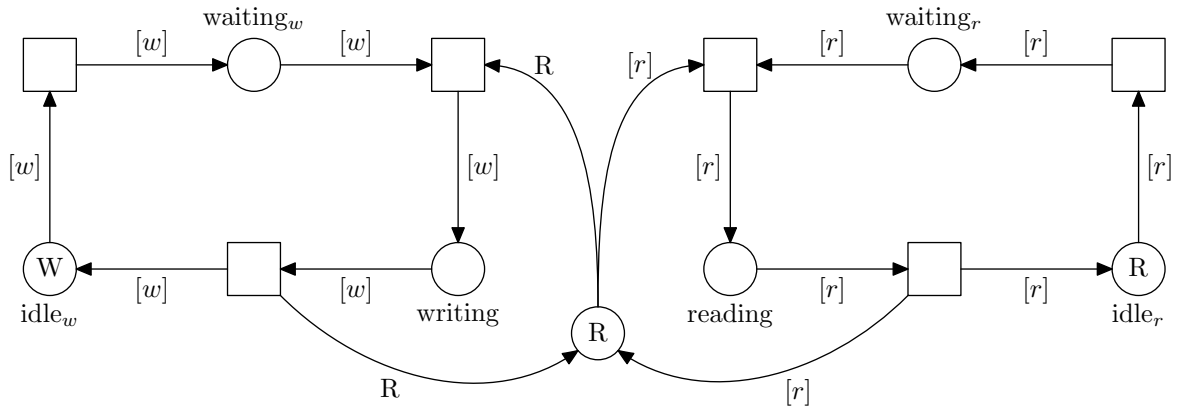 waiting_w
waiting_r
[w]
[w]
R
[r]
[r]
[r]
[w]
[w]
[r]
[r]
W
[w]
[w]
[r]
[r]
R
idle_w
writing
R
reading
idle_r
R
[r]